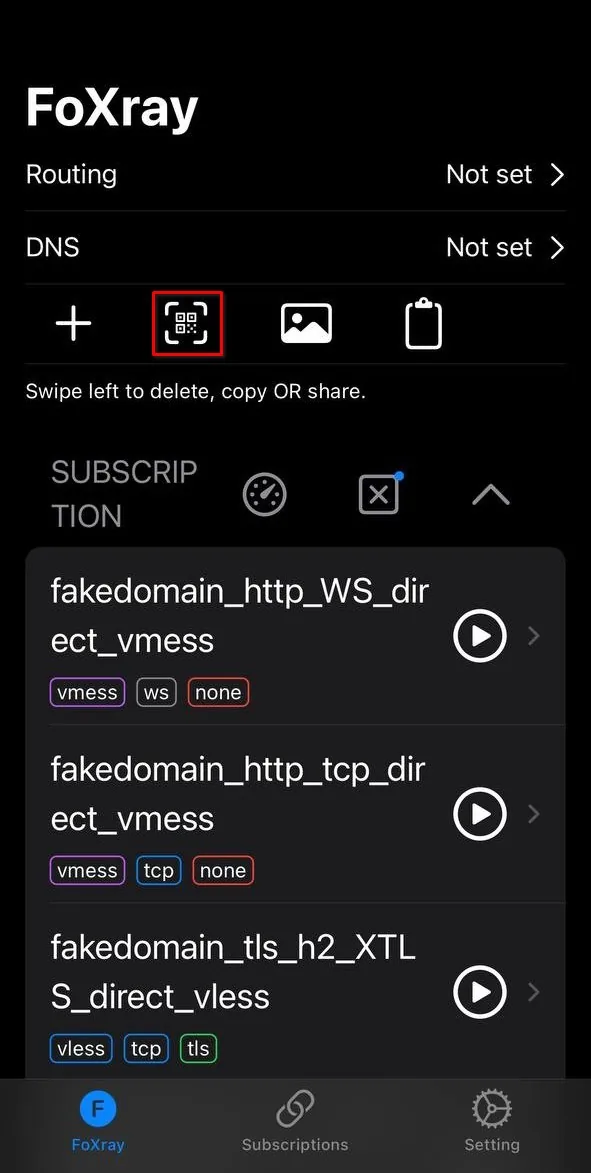 FoXray
Routing Not set
DNS Not set
Swipe left to delete, copy OR share.
SUBSCRIP
TION
fakedomain_http_WS_dir
ect_vmess
vmess ws none
fakedomain_http_tcp_dir
ect_vmess
vmess tcp none
fakedomain_tls_h2_XTL
S_direct_vless
vless tcp tls
F
FoXray Subscriptions Setting